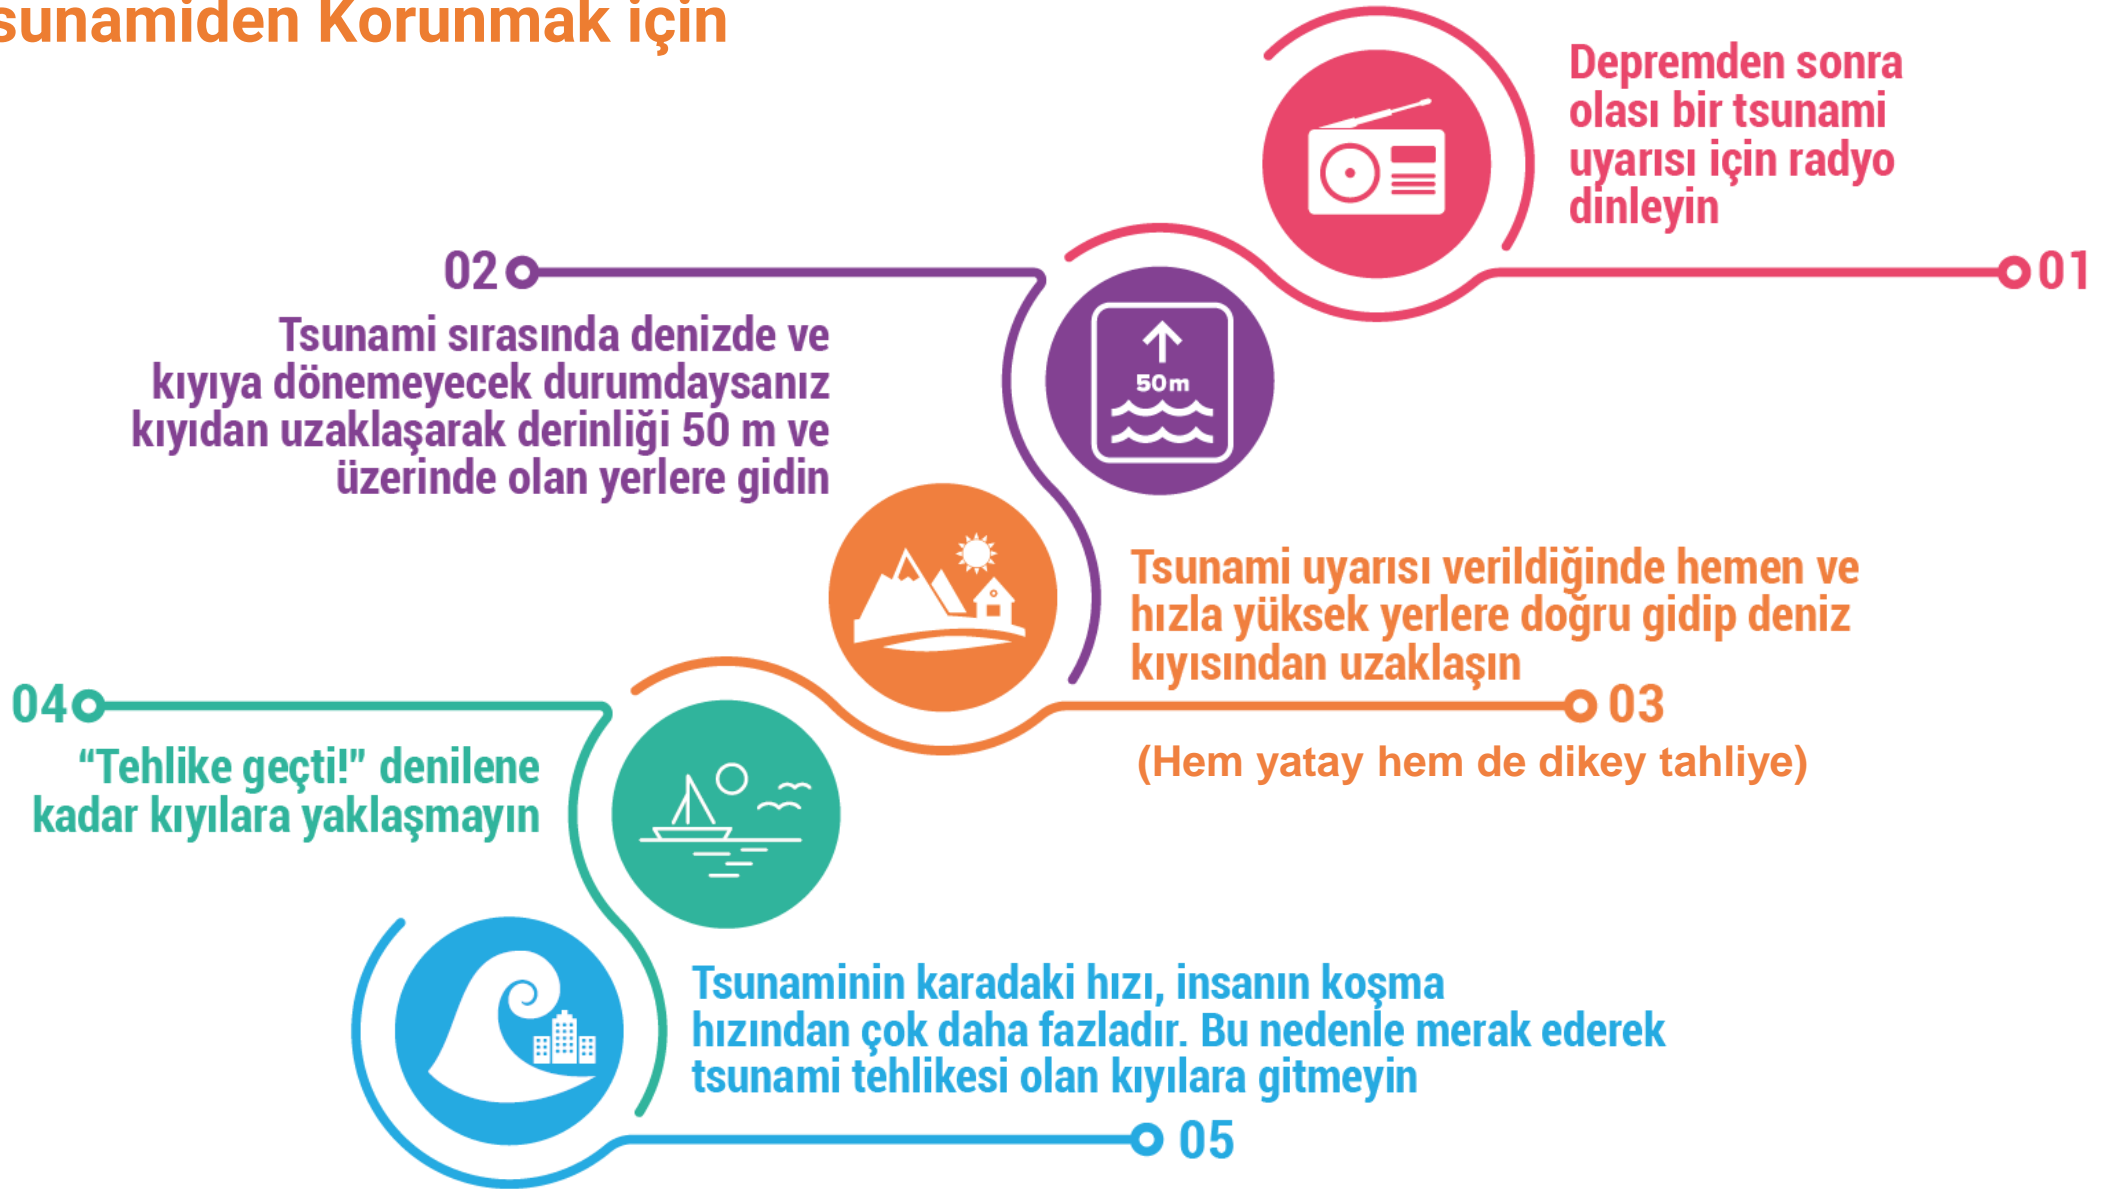 sunamiden Korunmak için
Depremden sonra
olası bir tsunami
uyarısı için radyo
dinleyin
01
02
Tsunami sırasında denizde ve
kıyıya dönemeyecek durumdaysanız
kıyıdan uzaklaşarak derinliği 50 m ve
üzerinde olan yerlere gidin
50m
Tsunami uyarısı verildiğinde hemen ve
hızla yüksek yerlere doğru gidip deniz
kıyısından uzaklaşın
03
(Hem yatay hem de dikey tahliye)
04
“Tehlike geçti!” denilene
kadar kıyılara yaklaşmayın
Tsunaminin karadaki hızı, insanın koşma
hızından çok daha fazladır. Bu nedenle merak ederek
tsunami tehlikesi olan kıyılara gitmeyin
05